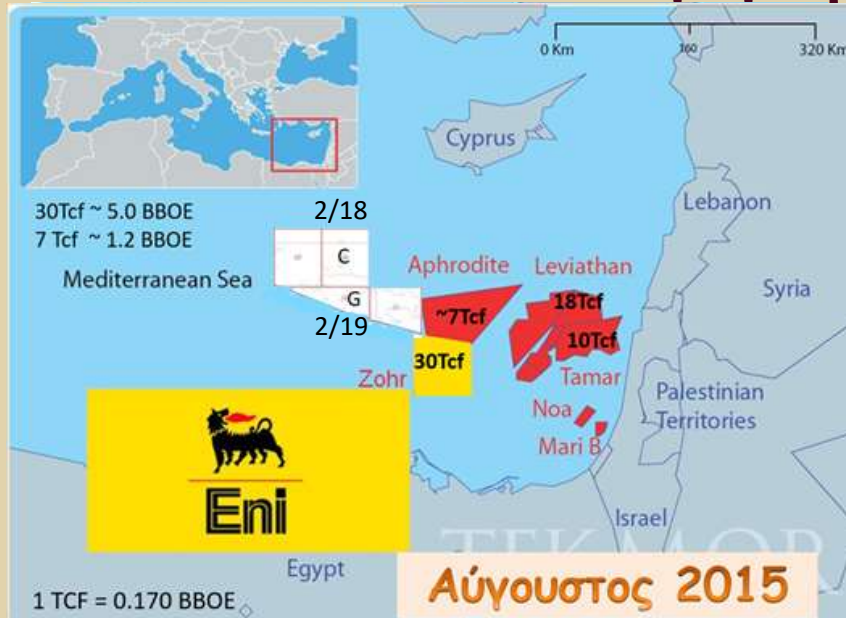 0 Km 160 320 Km
Cyprus
Lebanon
30Tcf ~ 5.0 BBOE
7 Tcf ~ 1.2 BBOE
2/18
C
Mediterranean Sea
Aphrodite
Leviathan
Syria
G
~7Tcf
18Tcf
2/19
10Tcf
30Tcf
Zohr
Tamar
Palestinian
Territories
Noa
Mari B
Eni
Israel
TEKMOR
Egypt
Αύγουστος 2015
1 TCF = 0.170 BBOE